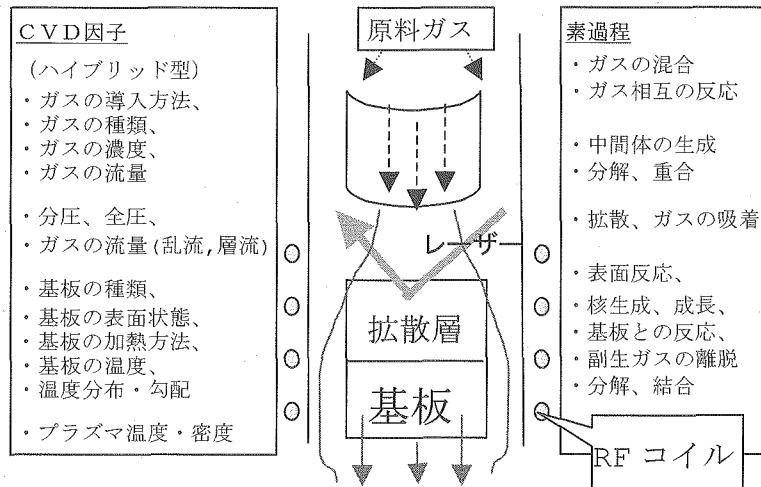 CVD因子
(ハイブリッド型)
・ガスの導入方法、
・ガスの種類、
・ガスの濃度、
・ガスの流量
・分圧、全圧、
・ガスの流量(乱流,層流)
・基板の種類、
・基板の表面状態、
・基板の加熱方法、
・基板の温度、
・温度分布・勾配
・プラズマ温度・密度
原料ガス
レーザ
拡散層
基板
素過程
・ガスの混合
・ガス相互の反応
・中間体の生成
・分解、重合
・拡散、ガスの吸着
・表面反応、
・核生成、成長、
・基板との反応、
・副生ガスの離脱
・分解、結合
RF コイル